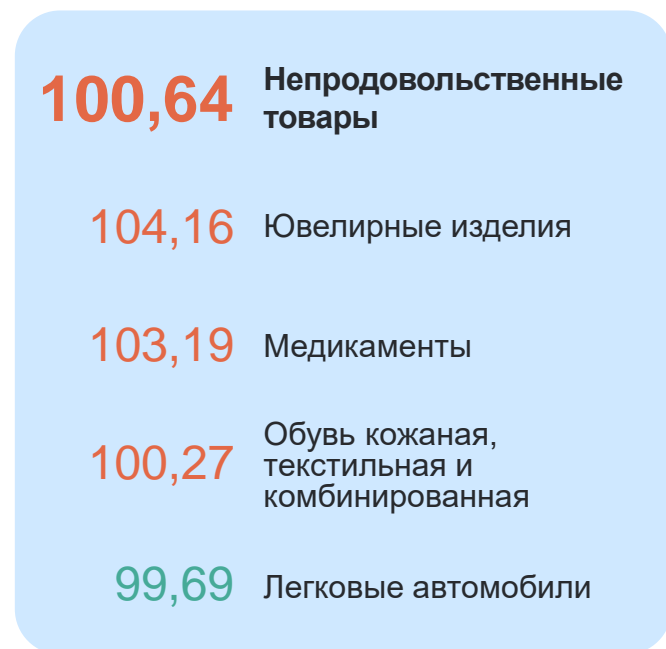 100,64 Непродовольственные
товары
104,16 Ювелирные изделия
103,19 Медикаменты
Обувь кожаная,
100,27 текстильная и
комбинированная
99,69 Легковые автомобили